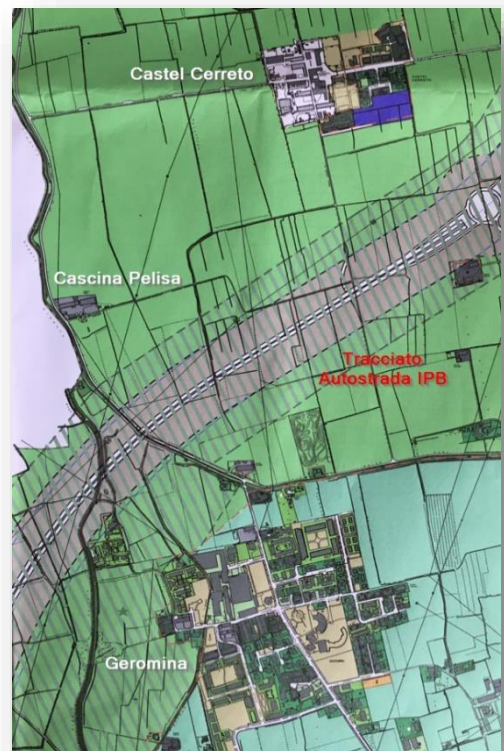 Castel Cerreto
Cascina Pelisa
Tracciato
Autostrada IPB
Geromina